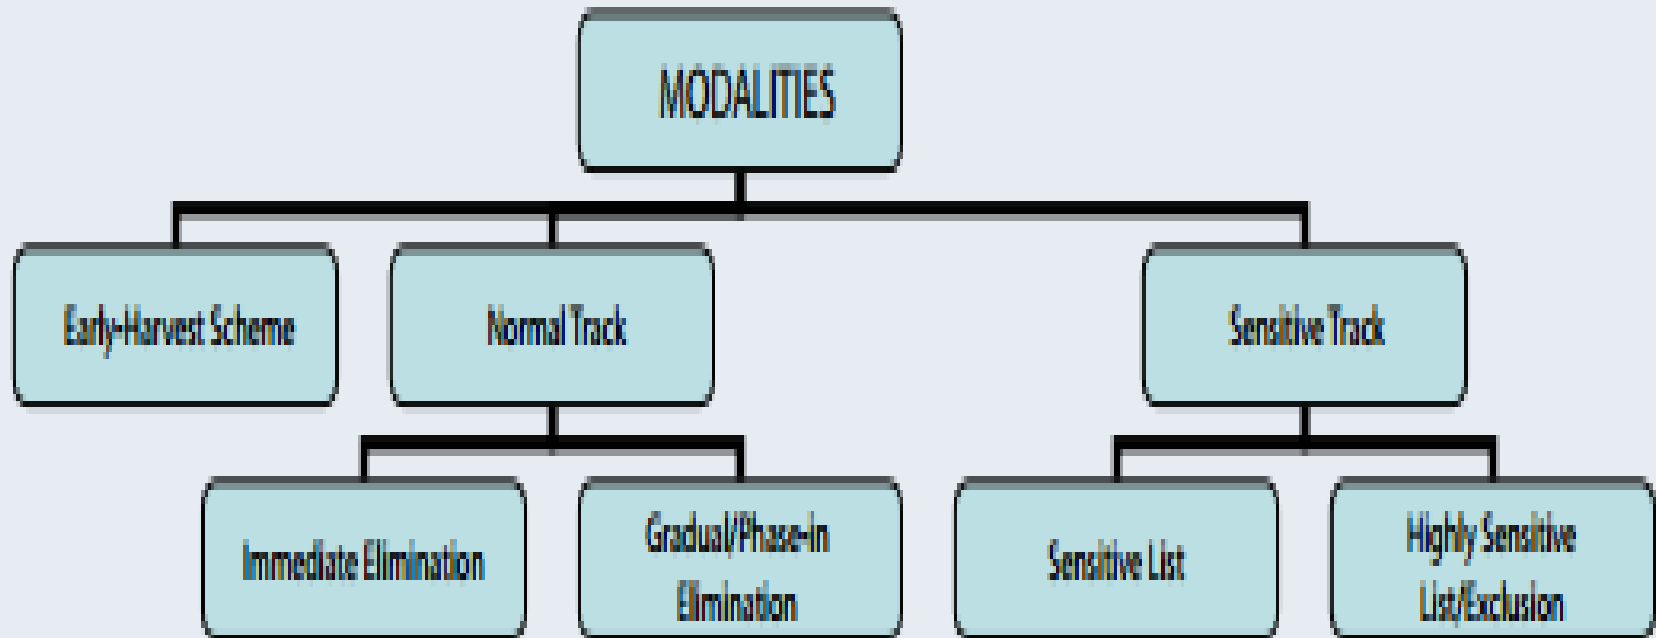 MODALITIES
Early-Harvest Scheme
Normal Track
Sensitive Track
Immediate Elimination
Gradual/Phase-in
Elimination
Sensitive List
Highly Sensitive
List/Exclusion